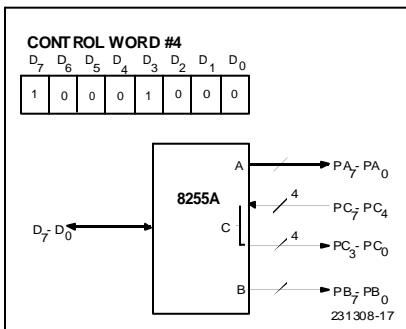 CONTROL WORD #4
D7 D6 D5 D4 D3 D2 D1 D0
1 0 0 0 1 0 0 0
A PA7-PA0
4 PC7-PC4
8255A
C
D7-D0
4 PC3-PC0
B PB7-PB0
231308-17